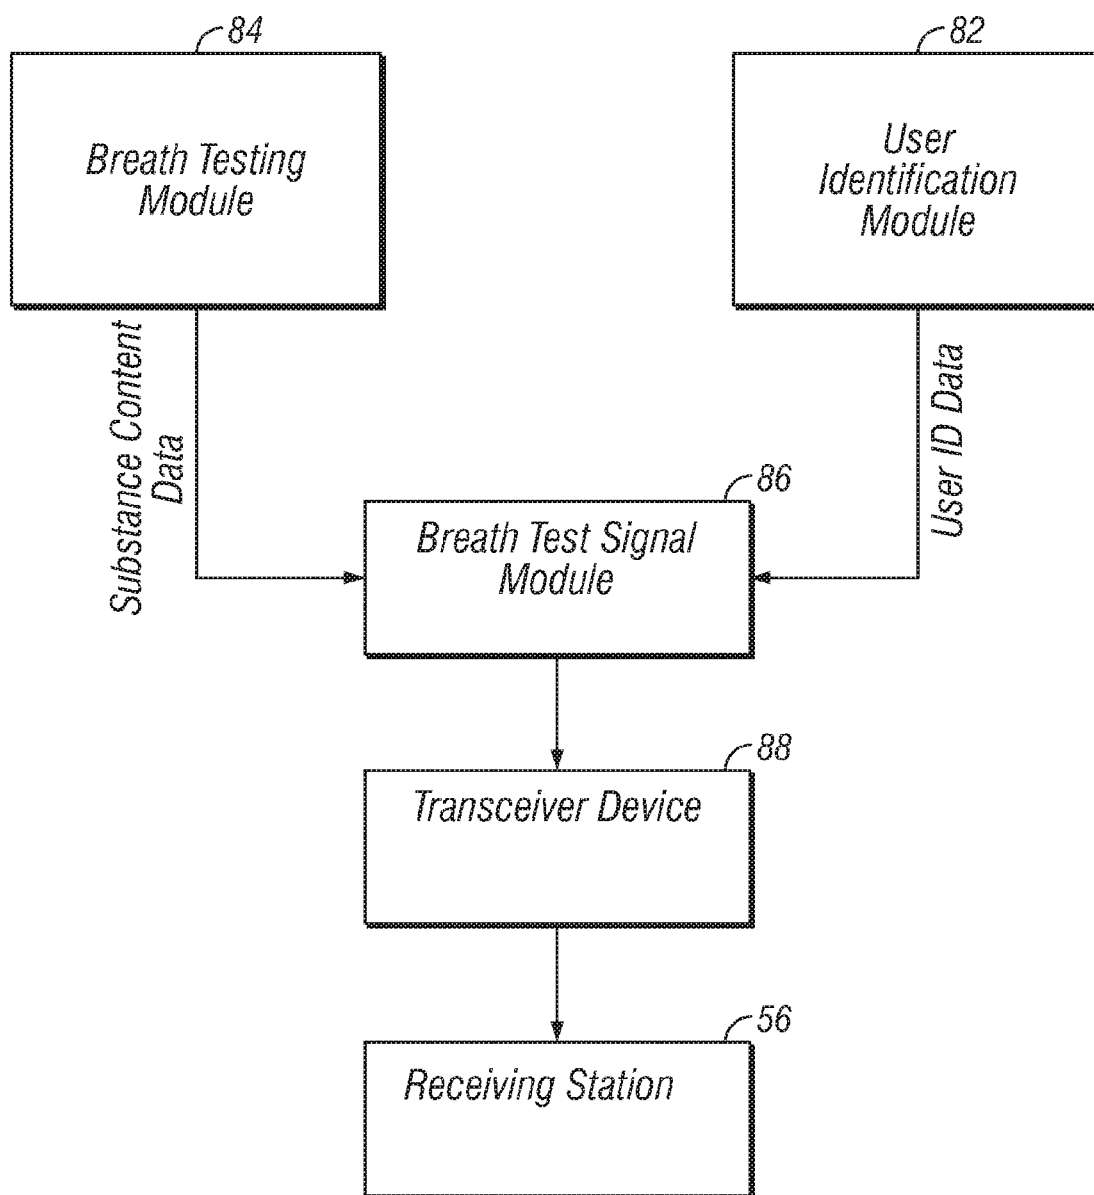 84
Breath Testing
Module
82
User
Identification
Module
Substance Content
Data
User ID Data
86
Breath Test Signal
Module
88
Transceiver Device
56
Receiving Station